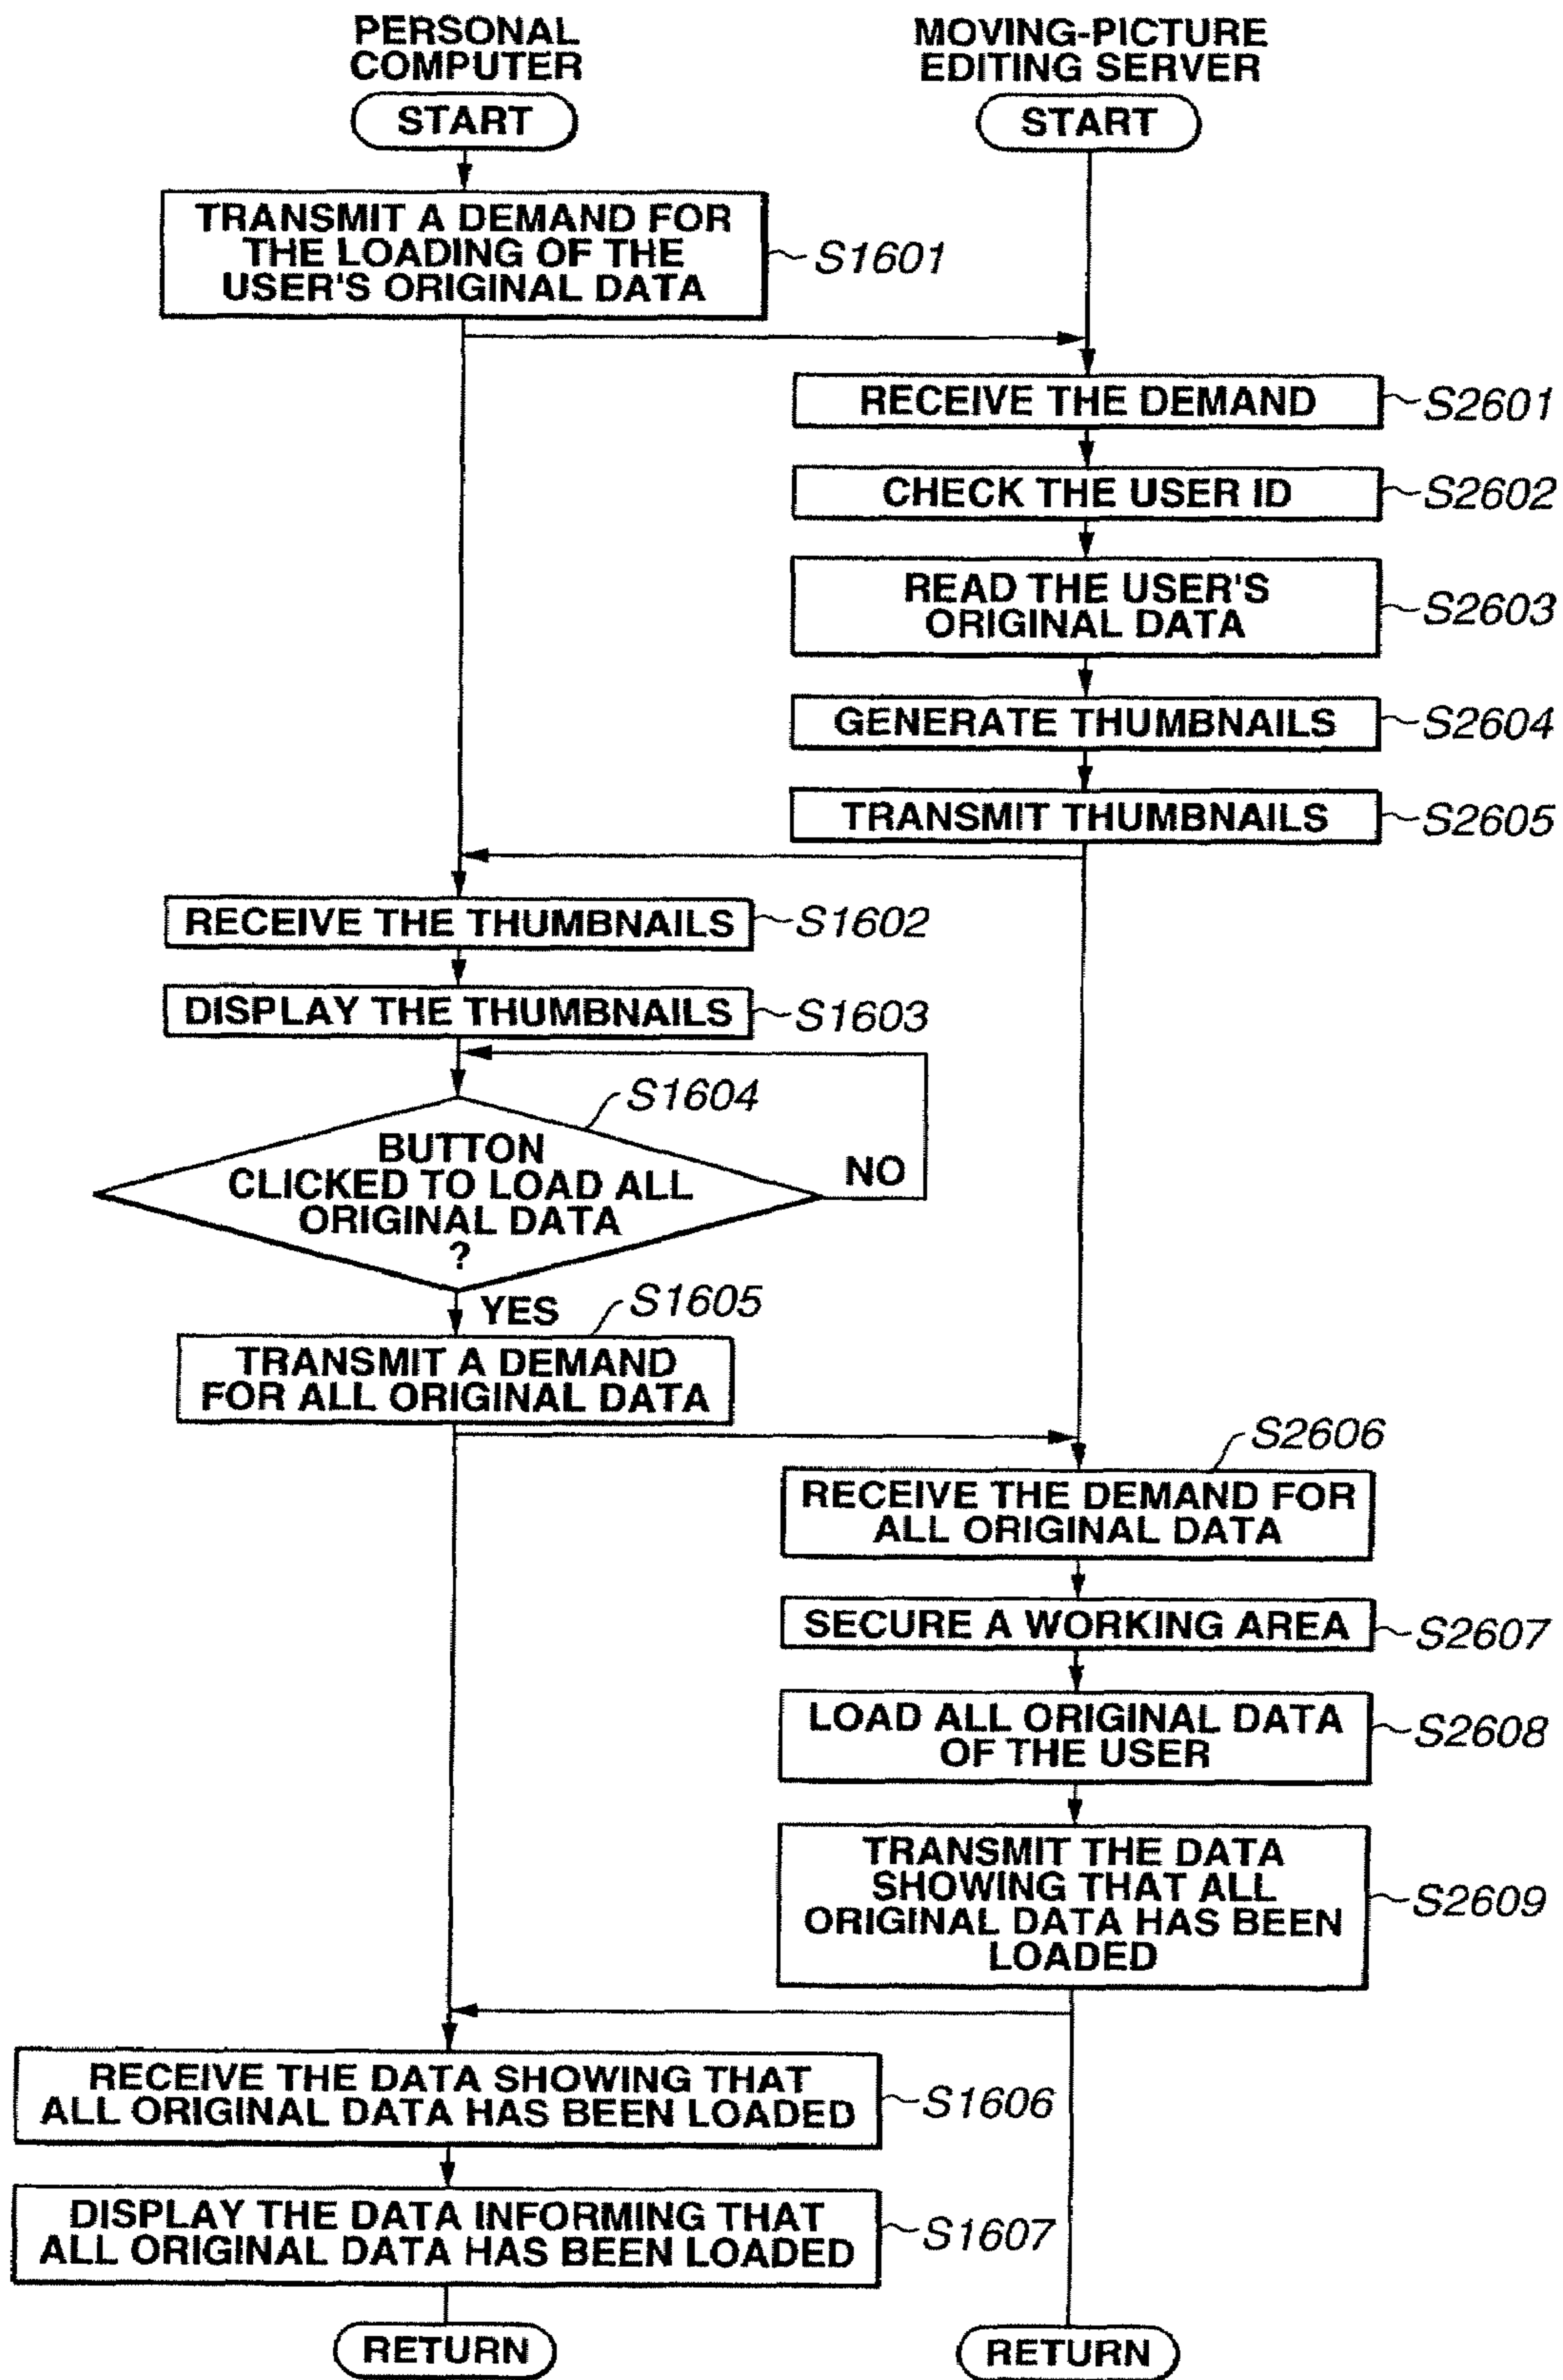 PERSONAL
COMPUTER
MOVING-PICTURE
EDITING SERVER
START
START
TRANSMIT A DEMAND FOR
THE LOADING OF THE
USER'S ORIGINAL DATA
S1601
RECEIVE THE DEMAND
S2601
CHECK THE USER ID
S2602
READ THE USER'S
ORIGINAL DATA
S2603
GENERATE THUMBNAILS
S2604
TRANSMIT THUMBNAILS
S2605
RECEIVE THE THUMBNAILS
S1602
DISPLAY THE THUMBNAILS
S1603
S1604
BUTTON
CLICKED TO LOAD ALL
ORIGINAL DATA
?
NO
YES
S1605
TRANSMIT A DEMAND
FOR ALL ORIGINAL DATA
S2606
RECEIVE THE DEMAND FOR
ALL ORIGINAL DATA
SECURE A WORKING AREA
S2607
LOAD ALL ORIGINAL DATA
OF THE USER
S2608
TRANSMIT THE DATA
SHOWING THAT ALL
ORIGINAL DATA HAS BEEN
LOADED
S2609
RECEIVE THE DATA SHOWING THAT
ALL ORIGINAL DATA HAS BEEN LOADED
S1606
DISPLAY THE DATA INFORMING THAT
ALL ORIGINAL DATA HAS BEEN LOADED
S1607
RETURN
RETURN